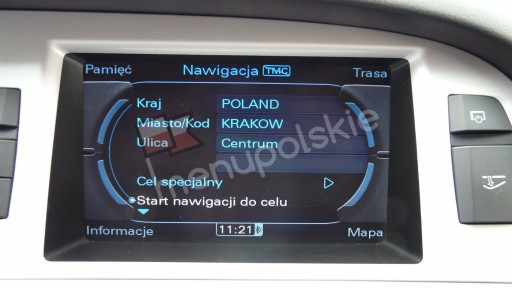 Pamięć Nawigacja TMC Trasa
Kraj POLAND
Miasto/Kod KRAKOW
Ulica Centrum
Cel specjalny
Start nawigacji do celu
Informacje 11:21 Mapa
menupolskie